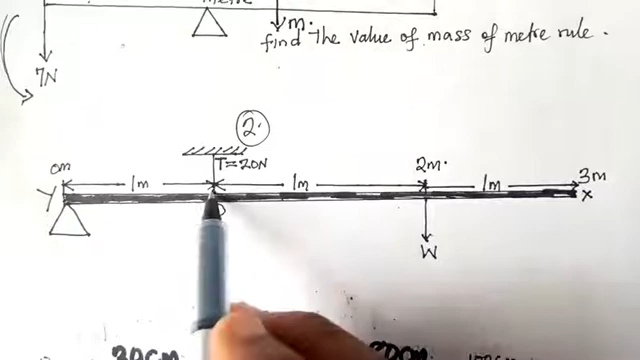 m.
find The value of mass of metre rule.
7N
2.
0m
T=20N
2m.
3m
1m
1m
1m
Y
x
W